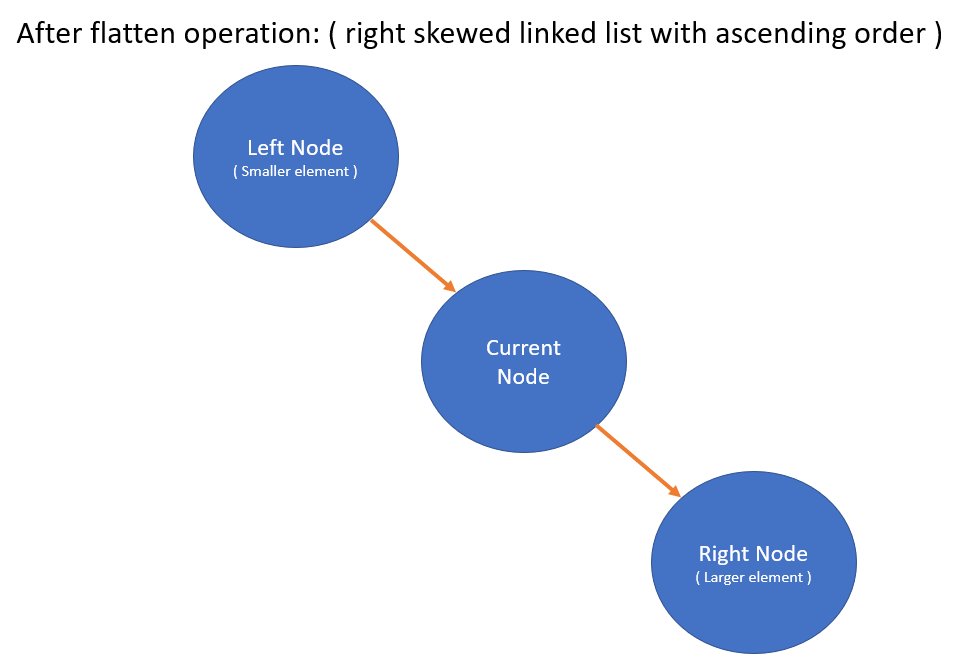 After flatten operation: ( right skewed linked list with ascending order )
Left Node
( Smaller element )
Current
Node
Right Node
( Larger element )